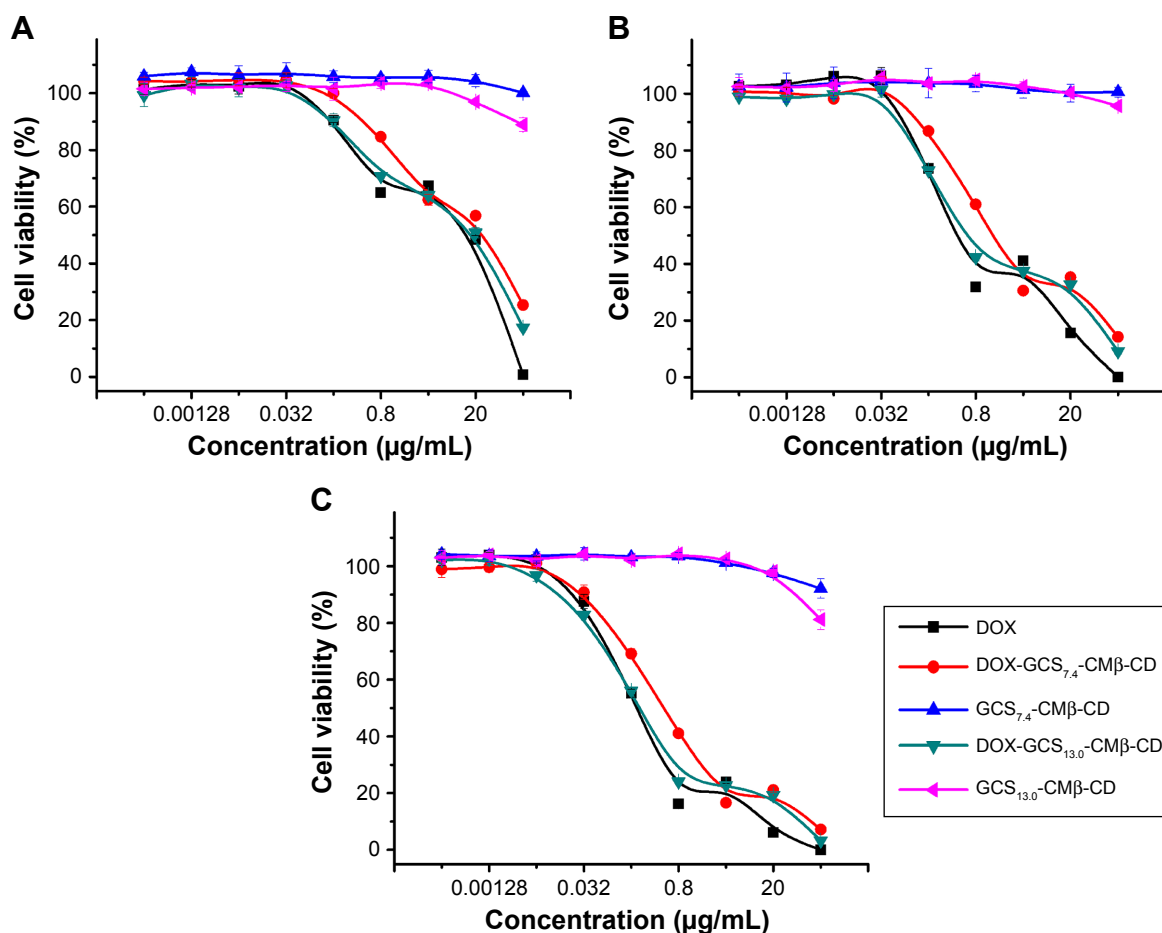 A
Cell viability (%)
100
80
60
40
20
0
0.00128 0.032 0.8 20
Concentration (µg/mL)
B
Cell viability (%)
100
80
60
40
20
0
0.00128 0.032 0.8 20
Concentration (µg/mL)
C
Cell viability (%)
100
80
60
40
20
0
0.00128 0.032 0.8 20
Concentration (µg/mL)
DOX
DOX-GCS7.4-CMβ-CD
GCS7.4-CMβ-CD
DOX-GCS13.0-CMβ-CD
GCS13.0-CMβ-CD